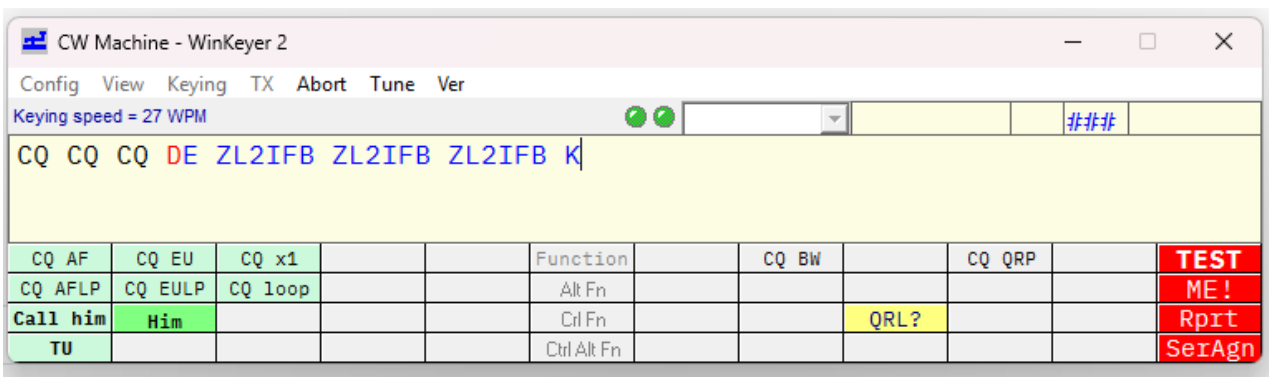 CW Machine - WinKeyer 2
Config View Keying TX Abort Tune Ver
Keying speed = 27 WPM ###
CQ CQ CQ DE ZL2IFB ZL2IFB ZL2IFB K
CQ AF CQ EU CQ x1 Function CQ BW CQ QRP TEST
CQ AFLP CQ EULP CQ loop Alt Fn ME!
Call him Him Crl Fn QRL? Rprt
TU Ctrl Alt Fn SerAgn